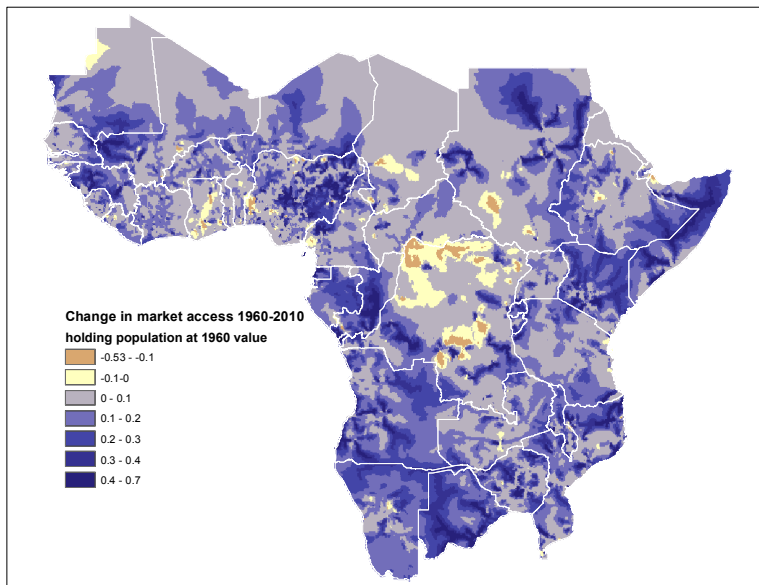 Change in market access 1960-2010
holding population at 1960 value
-0.53 - -0.1
-0.1-0
0 - 0.1
0.1 - 0.2
0.2 - 0.3
0.3 - 0.4
0.4 - 0.7